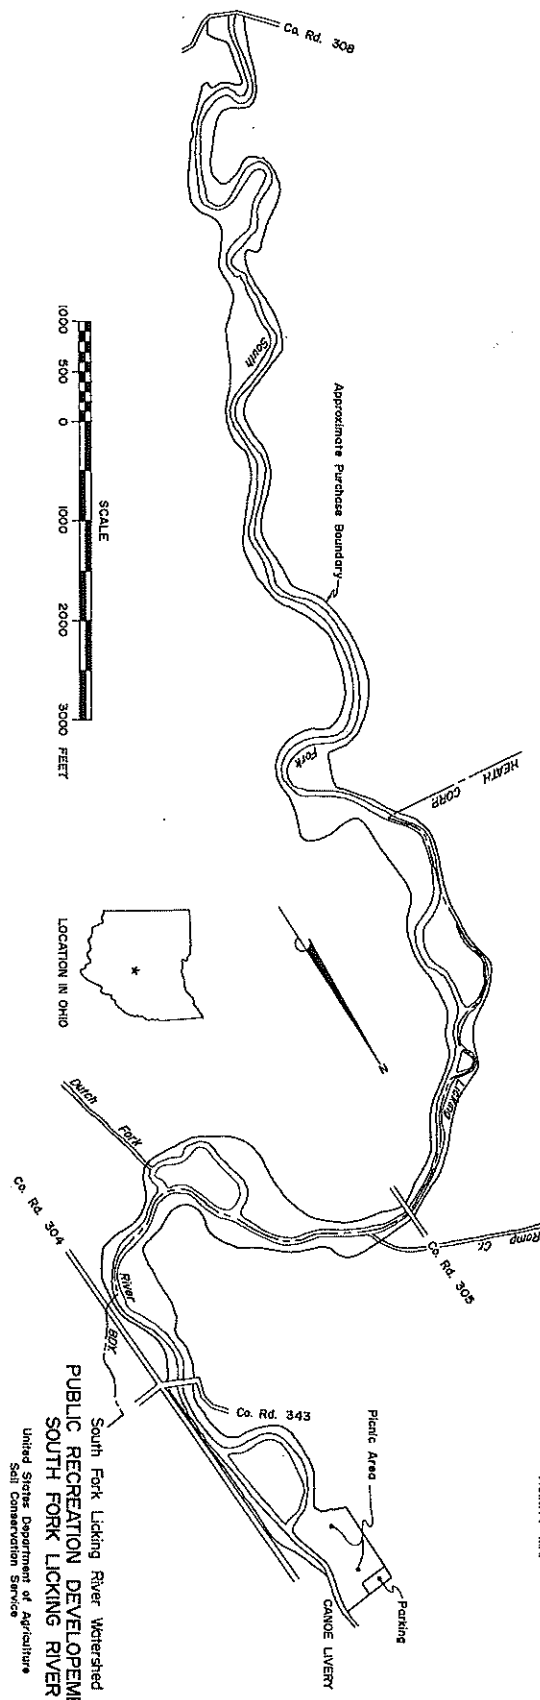 Co. Rd. 308
South
Approximate Purchase Boundary
1000 500 0 1000 2000 3000 FEET
SCALE
Fork
HEATH CORP.
LOCATION IN OHIO
N
Licking
Dutch Fork
Co. Rd. 304
Co. Rd. 305
Ramp Cr.
River
BDY.
Co. Rd. 343
Picnic Area
Parking
CANOE LIVERY
South Fork Licking River Watershed
PUBLIC RECREATION DEVELOPEME
SOUTH FORK LICKING RIVER
United States Department of Agriculture
Soil Conservation Service